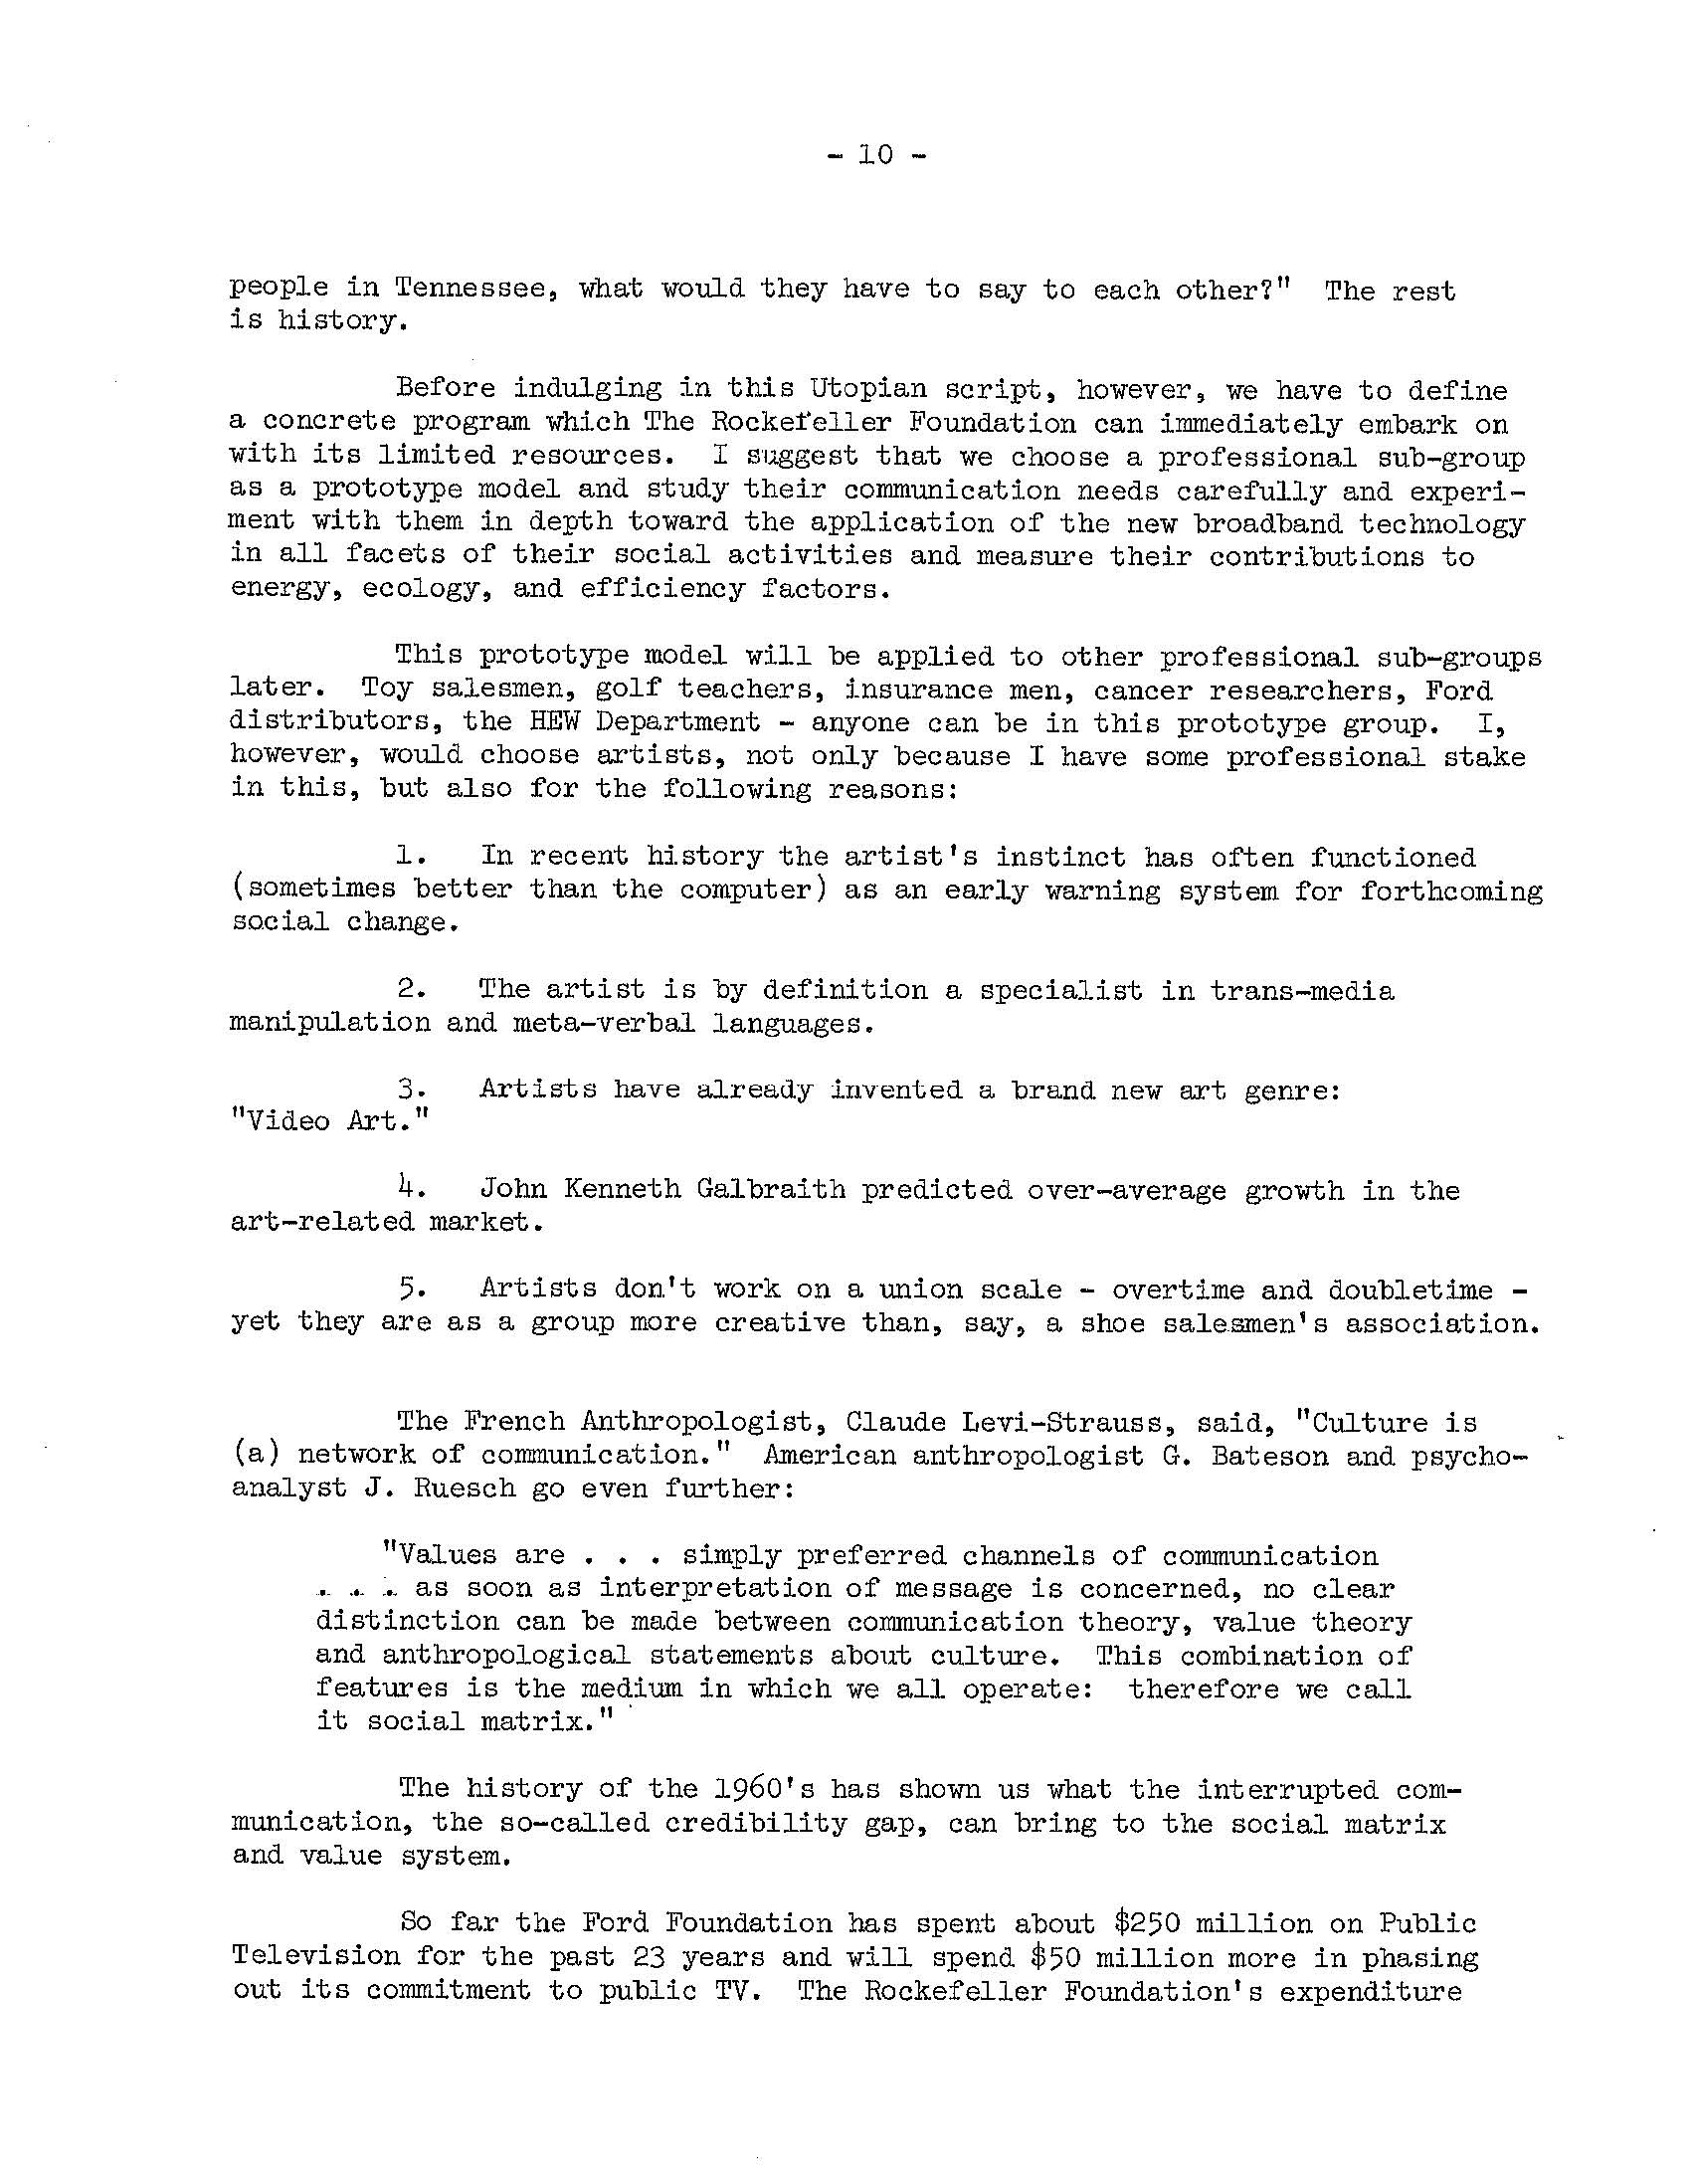 - 10 -
people in Tennessee, what would they have to say to each other?" The rest
is history.
Before indulging in this Utopian script, however, we have to define
a concrete program which The Rockefeller Foundation can immediately embark on
with its limited resources. I suggest that we choose a professional sub-group
as a prototype model and study their communication needs carefully and experi-
ment with them in depth toward the application of the new broadband technology
in all facets of their social activities and measure their contributions to
energy, ecology, and efficiency factors.
This prototype model will be applied to other professional sub-groups
later. Toy salesmen, golf teachers, insurance men, cancer researchers, Ford
distributors, the HEW Department - anyone can be in this prototype group. I,
however, would choose artists, not only because I have some professional stake
in this, but also for the following reasons:
1. In recent history the artist's instinct has often functioned
(sometimes better than the computer) as an early warning system for forthcoming
social change.
2. The artist is by definition a specialist in trans-media
manipulation and meta-verbal languages.
3. Artists have already invented a brand new art genre:
"Video Art."
4. John Kenneth Galbraith predicted over-average growth in the
art-related market.
5. Artists don't work on a union scale - overtime and doubletime -
yet they are as a group more creative than, say, a shoe salesmen's association.
The French Anthropologist, Claude Levi-Strauss, said, "Culture is
(a) network of communication." American anthropologist G. Bateson and psycho-
analyst J. Ruesch go even further:
"Values are . . . simply preferred channels of communication
. . . as soon as interpretation of message is concerned, no clear
distinction can be made between communication theory, value theory
and anthropological statements about culture. This combination of
features is the medium in which we all operate: therefore we call
it social matrix."
The history of the 1960's has shown us what the interrupted com-
munication, the so-called credibility gap, can bring to the social matrix
and value system.
So far the Ford Foundation has spent about $250 million on Public
Television for the past 23 years and will spend $50 million more in phasing
out its commitment to public TV. The Rockefeller Foundation's expenditure